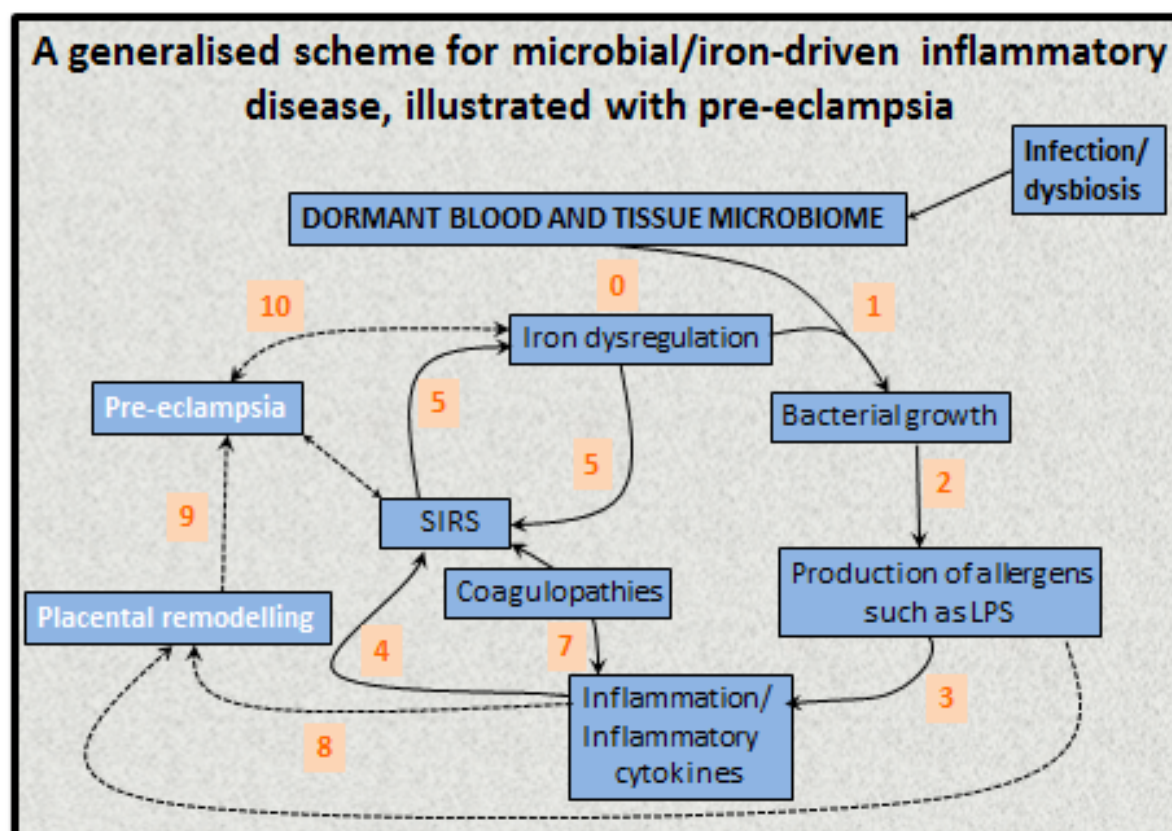 A generalised scheme for microbial/iron-driven inflammatory
disease, illustrated with pre-eclampsia
Infection/
dysbiosis
DORMANT BLOOD AND TISSUE MICROBIOME
0
1
10
Iron dysregulation
Pre-eclampsia
5
Bacterial growth
5
2
9
SIRS
Coagulopathies
Production of allergens
such as LPS
Placental remodelling
4
7
3
Inflammation/
Inflammatory
cytokines
8